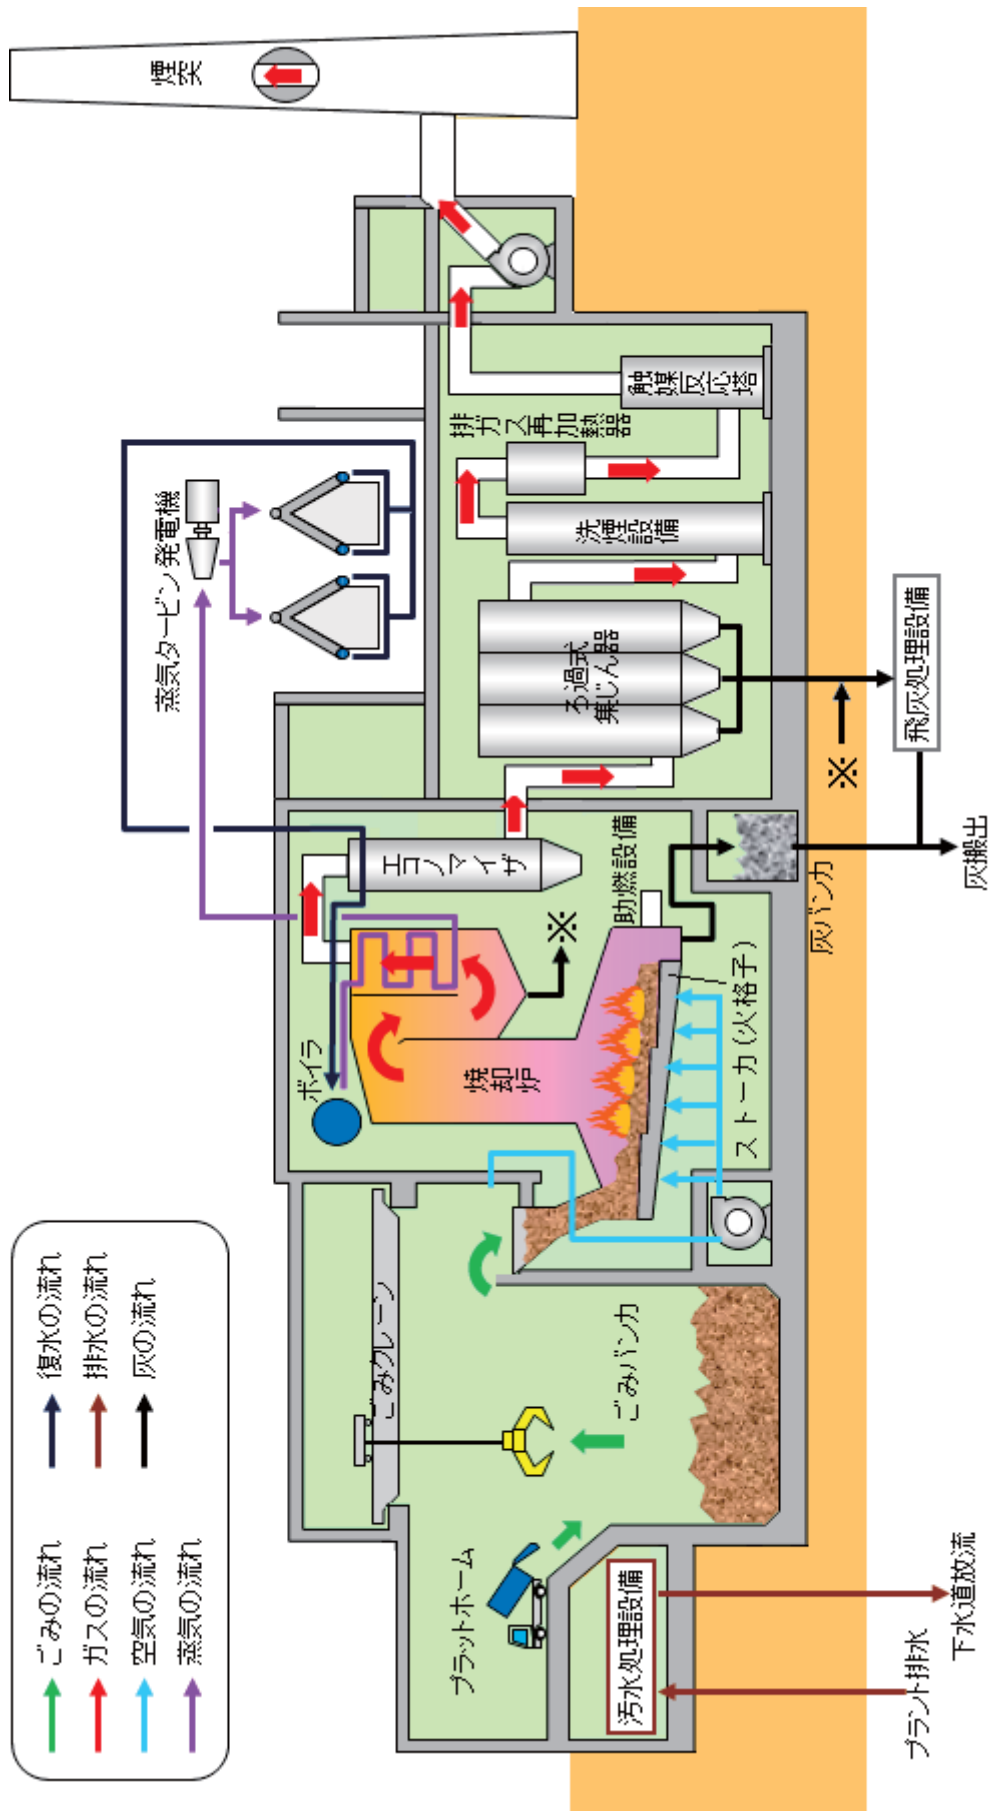 ごみの流れ
ガスの流れ
空気の流れ
蒸気の流れ
復水の流れ
排水の流れ
灰の流れ
蒸気タービン発電機
煙突
ごみクレーン
ボイラ
エコノマイザ
排ガス再加熱器
プラットホーム
ごみバンカ
焼却炉
助燃設備
ろ過式
集じん器
洗煙設備
触媒反応塔
汚水処理設備
ストーカ(火格子)
※
灰バンカ
※
飛灰処理設備
プラント排水
下水道放流
灰搬出